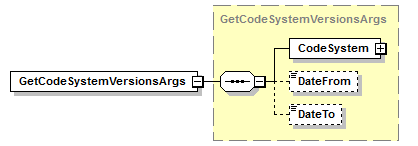 GetCodeSystemVersionsArgs
CodeSystem
GetCodeSystemVersionsArgs
DateFrom
DateTo